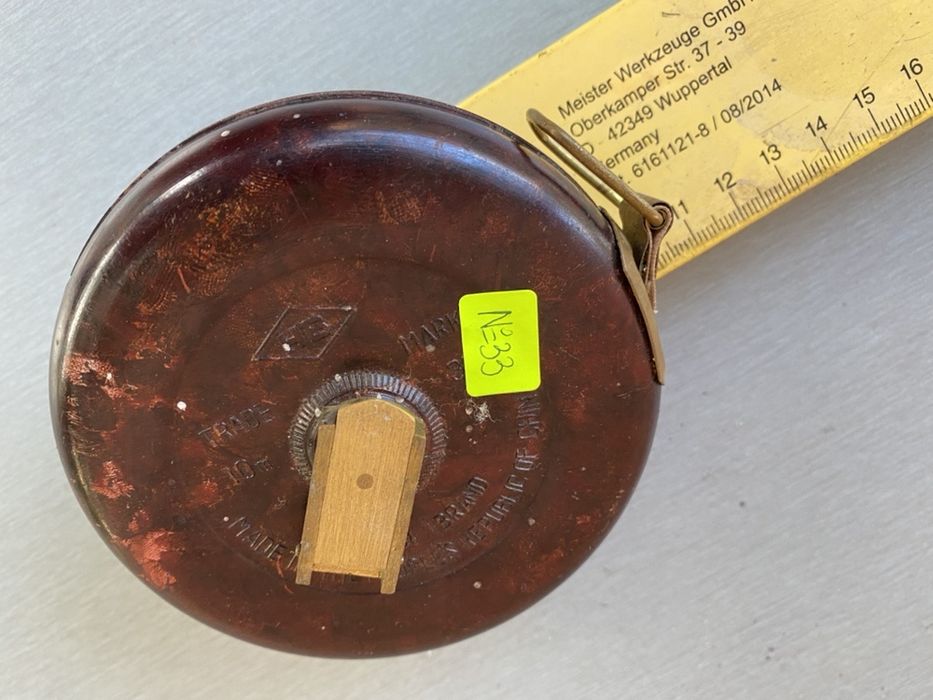 Meister Werkzeuge GmbH
Oberkamper Str. 37 - 39
D - 42349 Wuppertal
Germany
6161121-8 / 08/2014
11 12 13 14 15 16
№33
TRADE MARK
10m
BRAND
MADE
REPUBLIC OF CHINA